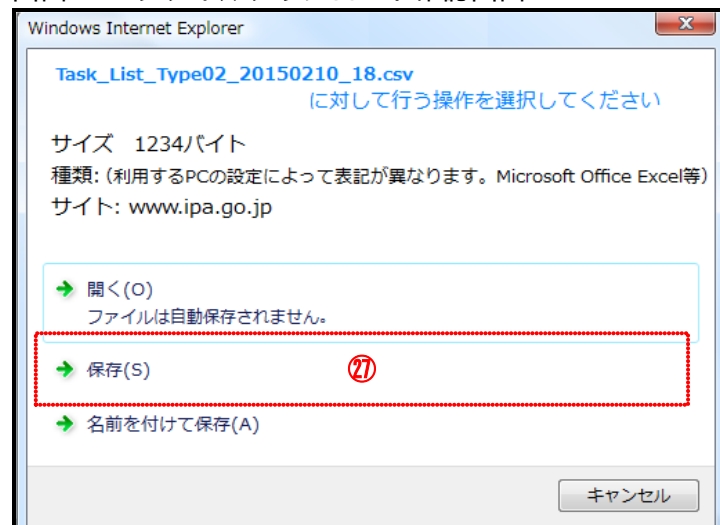 Windows Internet Explorer
x
Task_List_Type02_20150210_18.csv
に対して行う操作を選択してください
サイズ 1234バイト
種類:(利用するPCの設定によって表記が異なります。Microsoft Office Excel等)
サイト: www.ipa.go.jp
開く(O)
ファイルは自動保存されません。
保存(S) ㉗
名前を付けて保存(A)
キャンセル